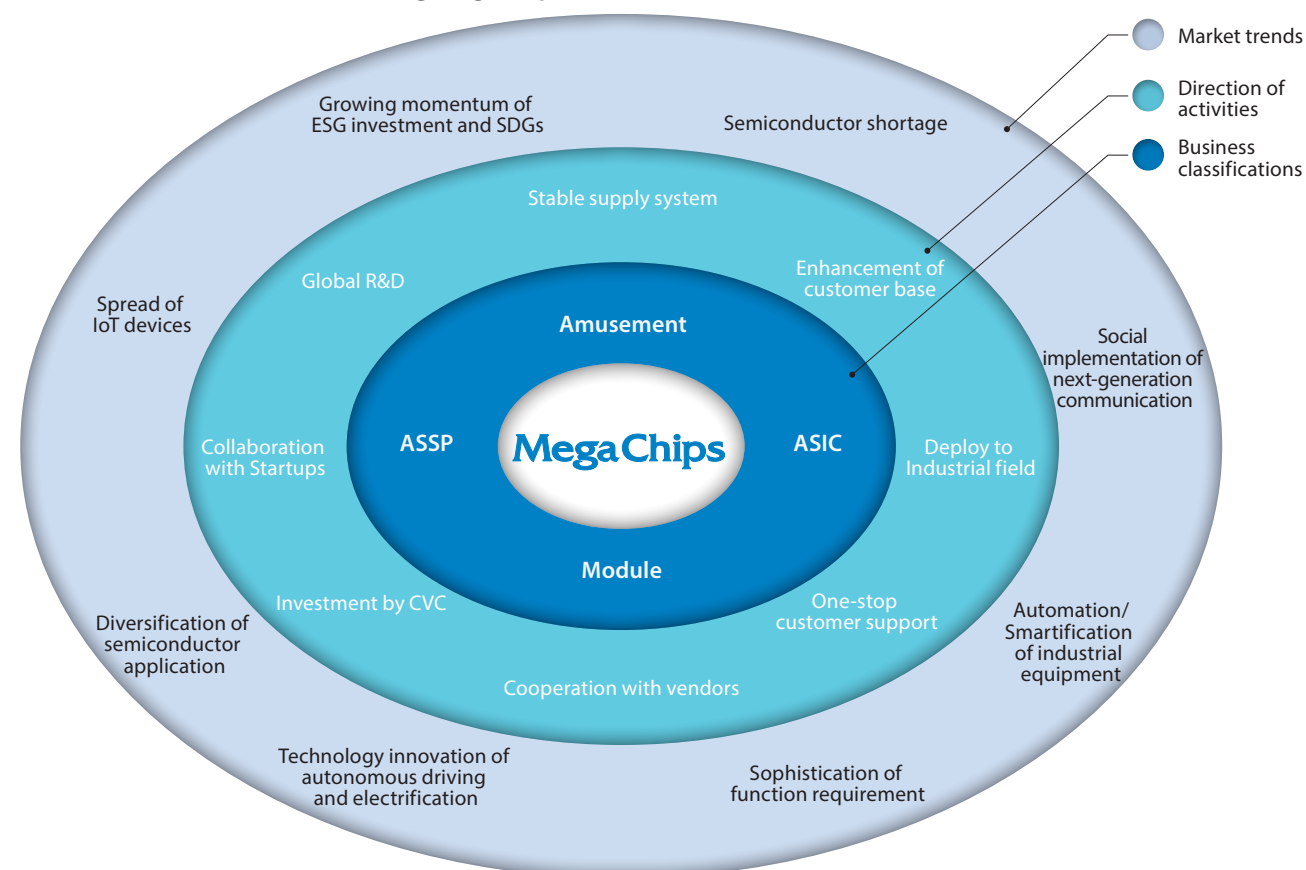 Market trends
Direction of
activities
Business
classifications
Growing momentum of
ESG investment and SDGs
Semiconductor shortage
Stable supply system
Global R&D
Enhancement of
customer base
Spread of
IoT devices
Amusement
Social
implementation of
next-generation
communication
Collaboration
with Startups
ASSP
MegaChips
ASIC
Deploy to
Industrial field
Module
Investment by CVC
One-stop
customer support
Diversification of
semiconductor
application
Automation/
Smartification
of industrial
equipment
Cooperation with vendors
Technology innovation of
autonomous driving
and electrification
Sophistication of
function requirement